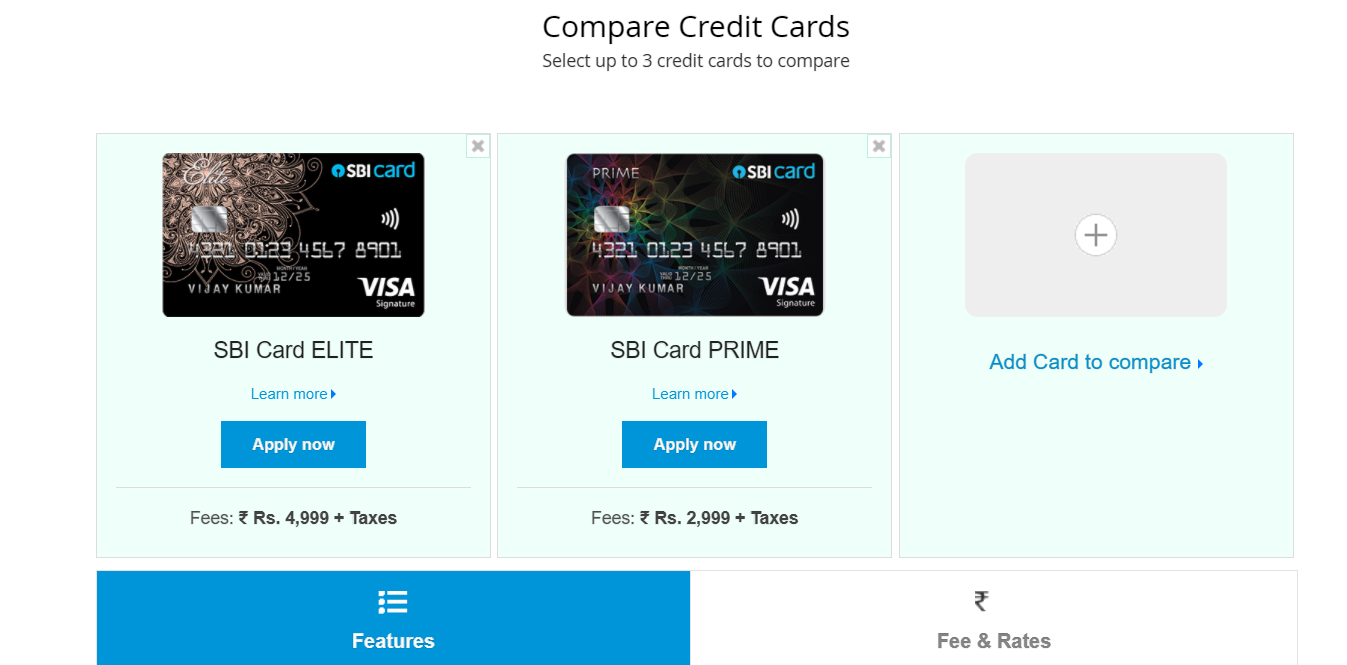 Compare Credit Cards
Select up to 3 credit cards to compare
Elite
SBI card
4321 0123 4567 8901
MONTH/YEAR
VALID THRU 12/25
VIJAY KUMAR
VISA
Signature
SBI Card ELITE
Learn more
Apply now
Fees: ₹ Rs. 4,999 + Taxes
PRIME
SBI card
4321 0123 4567 8901
MONTH/YEAR
VALID THRU 12/25
VIJAY KUMAR
VISA
Signature
SBI Card PRIME
Learn more
Apply now
Fees: ₹ Rs. 2,999 + Taxes
Add Card to compare
Features
₹
Fee & Rates